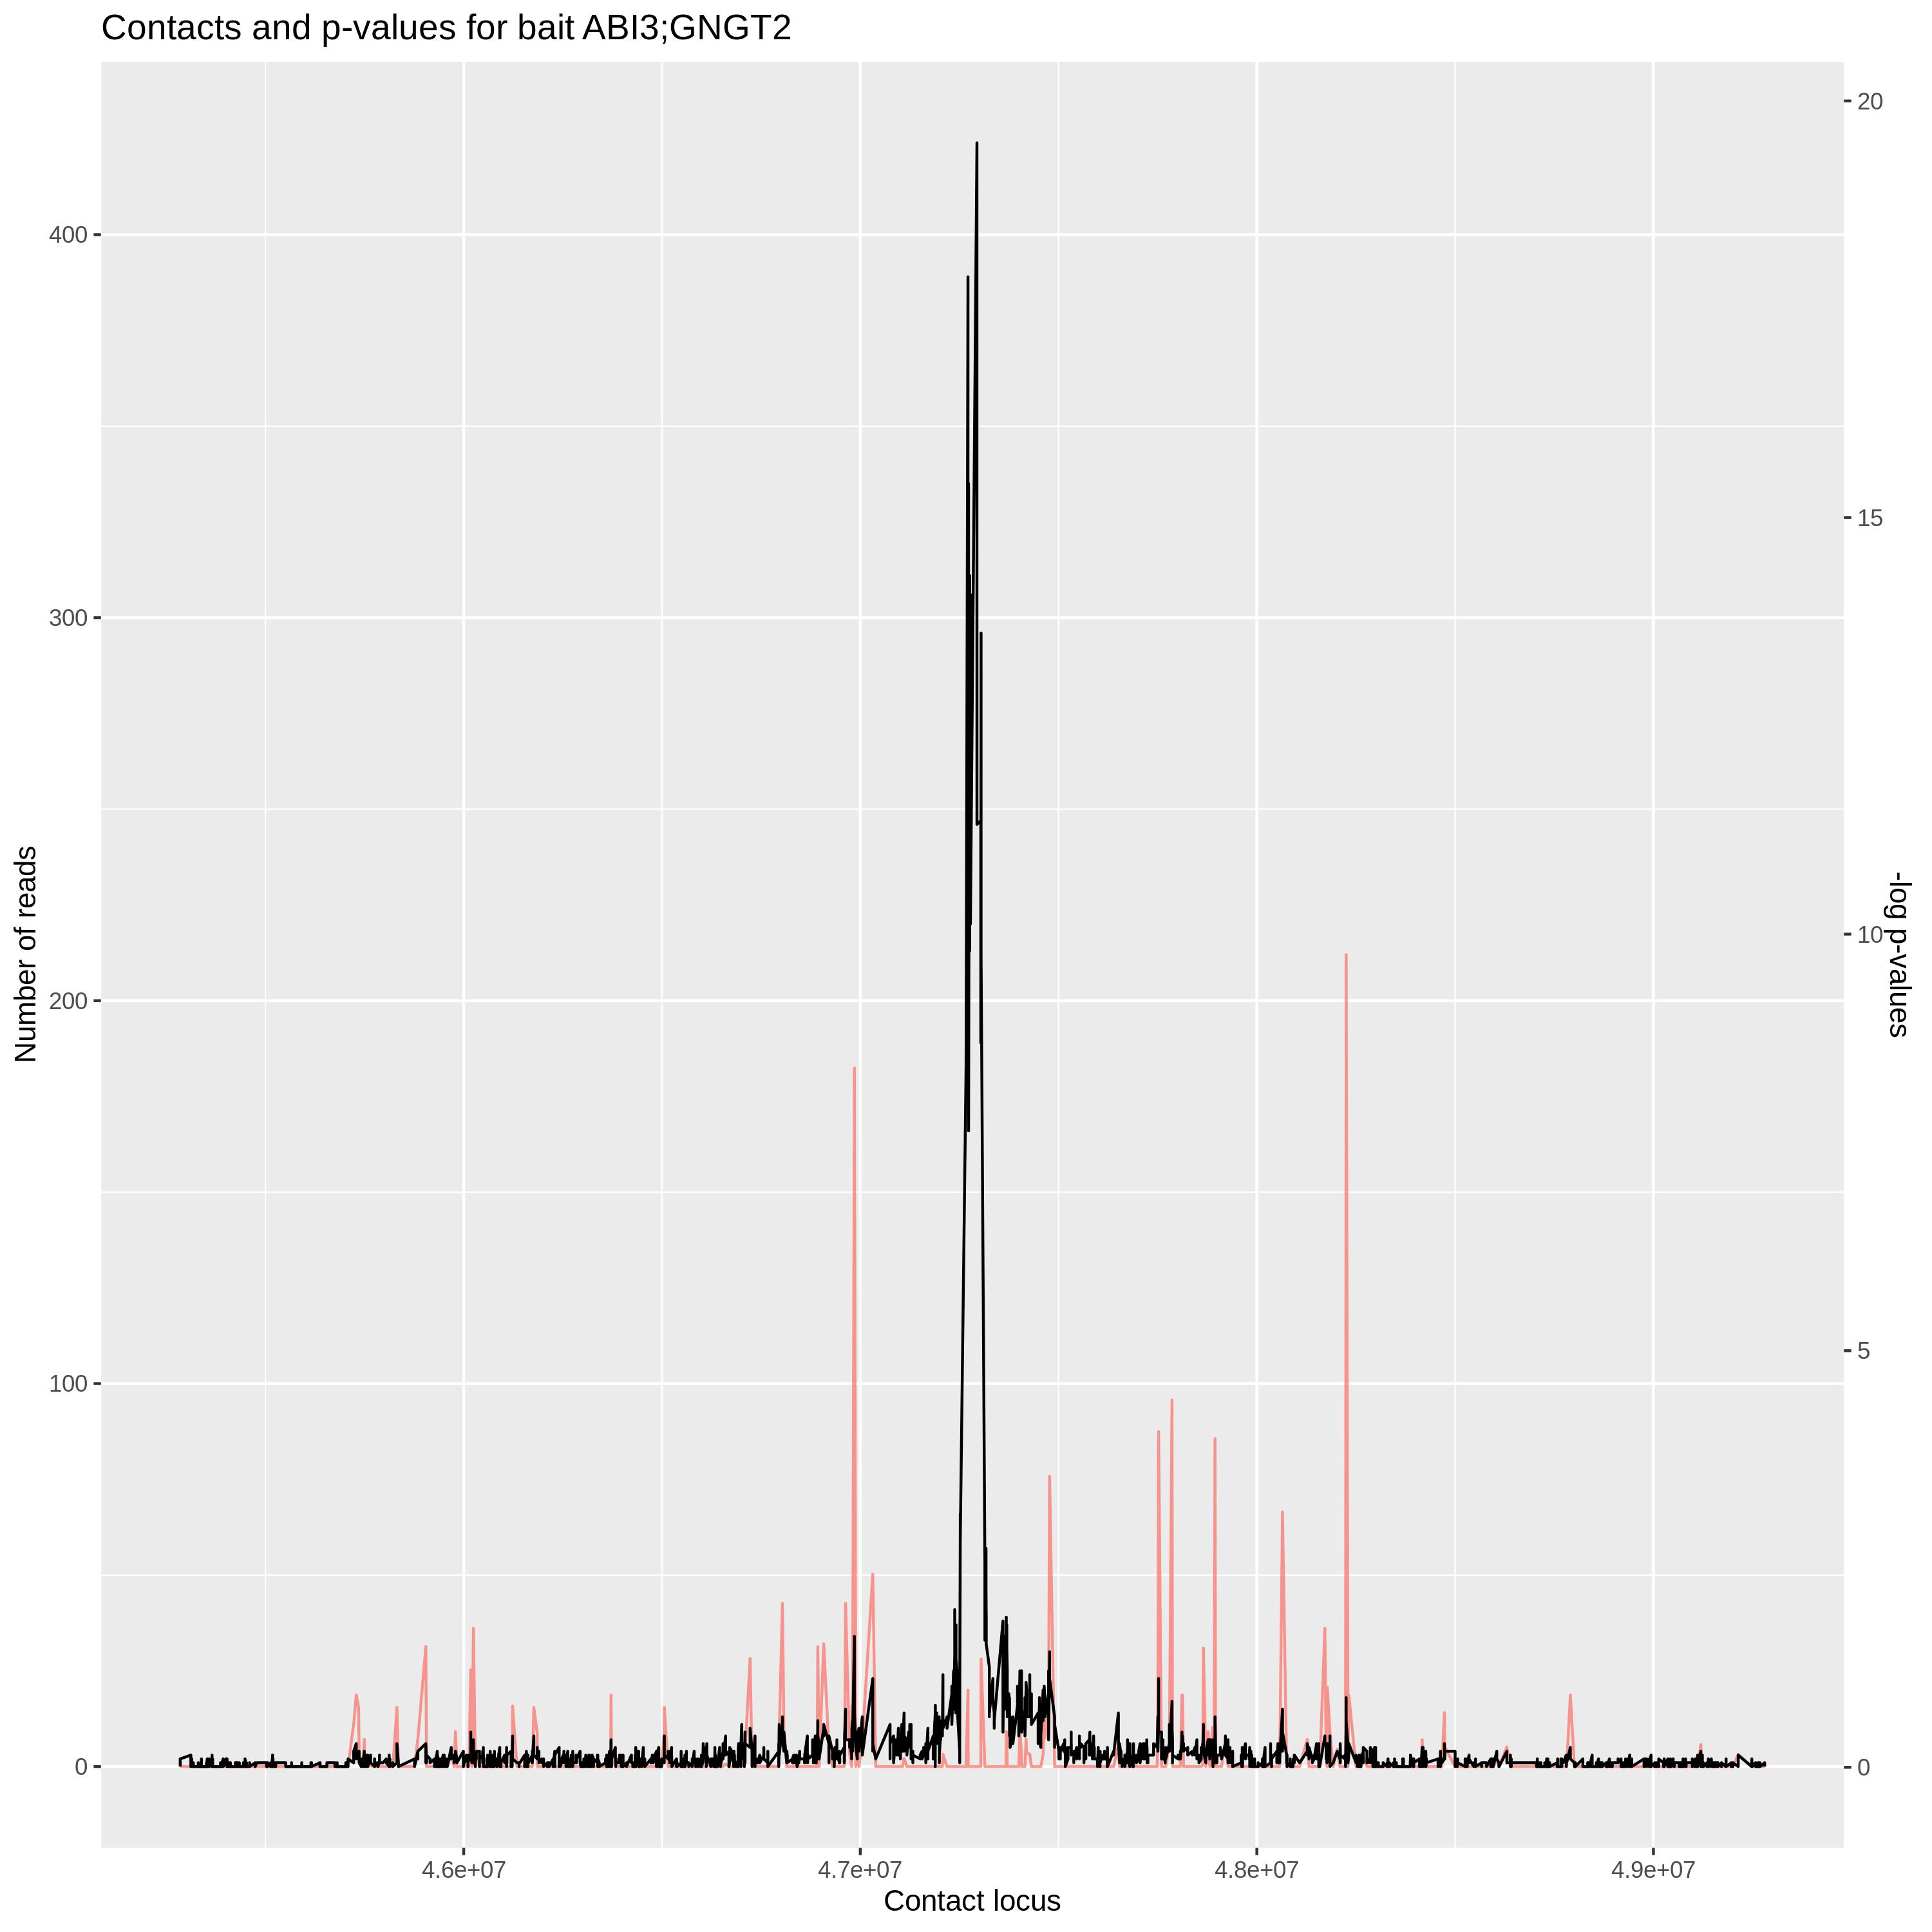 Contacts and p-values for bait ABI3;GNGT2
Number of reads
400
300
200
100
0
20
15
10
5
0
-log p-values
4.6e+07
4.7e+07
4.8e+07
4.9e+07
Contact locus